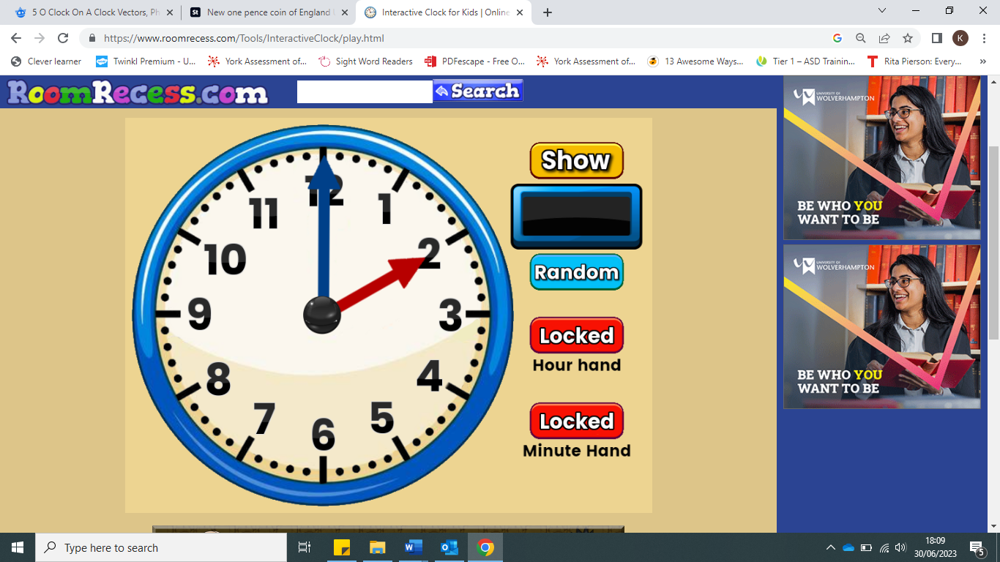 5 O Clock On A Clock Vectors, Ph
New one pence coin of England
Interactive Clock for Kids | Online
https://www.roomrecess.com/Tools/InteractiveClock/play.html
K
Clever learner
Twinkl Premium - U...
York Assessment of...
Sight Word Readers
PDFescape - Free O...
York Assessment of...
13 Awesome Ways...
Tier 1 – ASD Trainin...
Rita Pierson: Every...
RoomRecess.com
Search
12
1
2
3
4
5
6
7
8
9
10
11
Show
Random
Locked
Hour hand
Locked
Minute Hand
UNIVERSITY OF
WOLVERHAMPTON
BE WHO YOU
WANT TO BE
UNIVERSITY OF
WOLVERHAMPTON
BE WHO YOU
WANT TO BE
Type here to search
18:09
30/06/2023
5